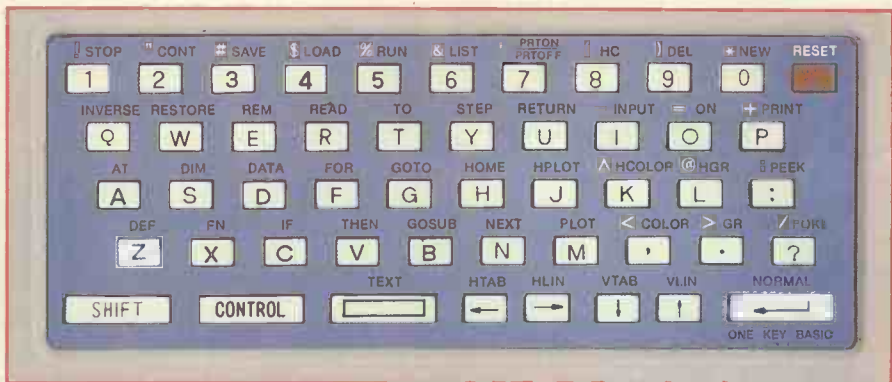 ! STOP " CONT # SAVE $ LOAD % RUN & LIST ' PRTON PRTOFF HC ) DEL * NEW RESET
1 2 3 4 5 6 7 8 9 0
INVERSE RESTORE REM READ TO STEP RETURN INPUT = ON + PRINT
Q W E R T Y U I O P
AT DIM DATA FOR GOTO HOME HPLOT ^ HCOLOR @ HGR PEEK
A S D F G H J K L :
DEF FN IF THEN GOSUB NEXT PLOT < COLOR > GR / POKE
Z X C V B N M , . ?
TEXT HTAB HLIN VTAB VLIN NORMAL
SHIFT CONTROL ← → ↓ ↑ ↵
ONE KEY BASIC